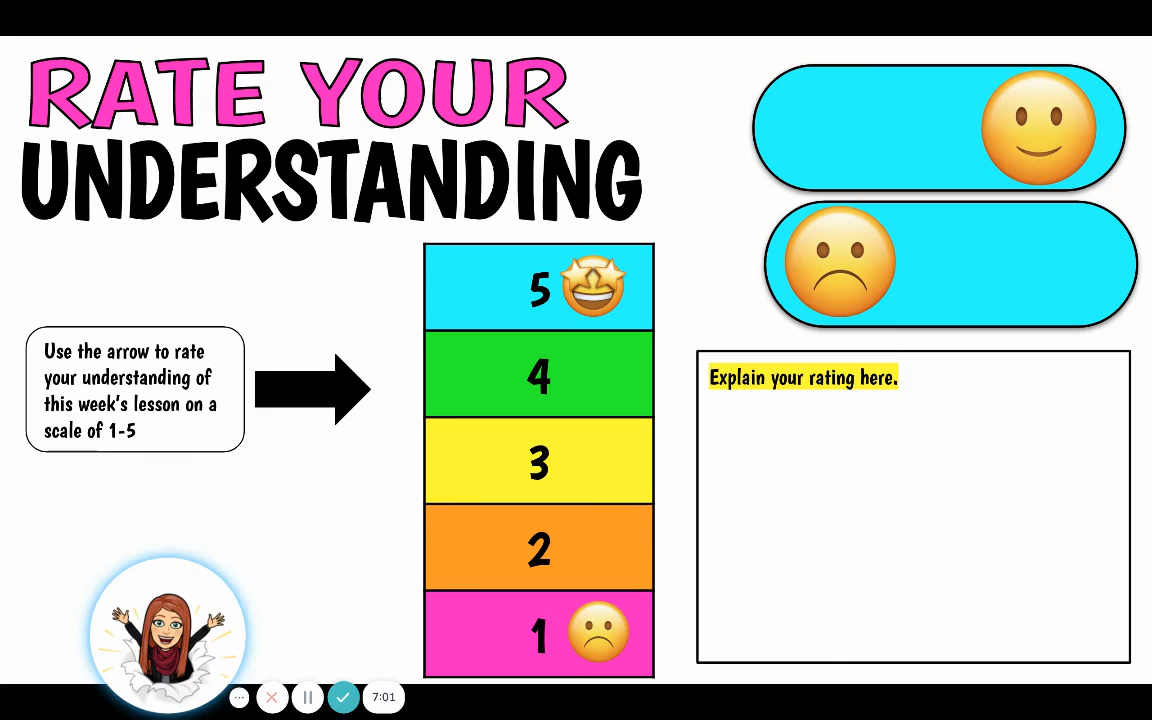 RATE YOUR
UNDERSTANDING
Use the arrow to rate
your understanding of
this week's lesson on a
scale of 1-5
5
4
3
2
1
Explain your rating here.
7:01